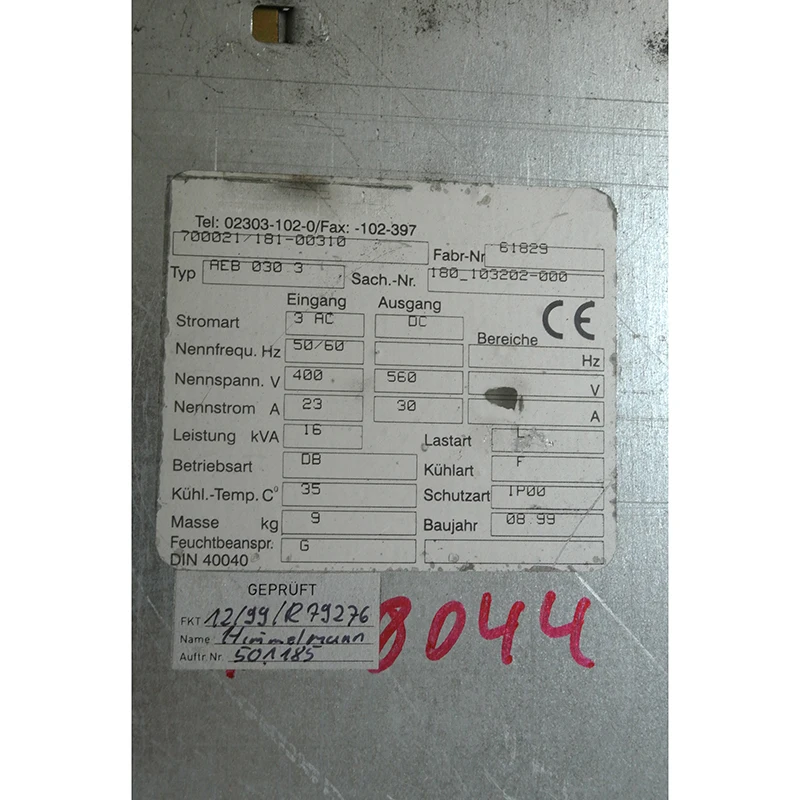 Tel: 02303-102-0/Fax: -102-397
700021/181-00310 Fabr-Nr 61829
Typ AEB 030 3 Sach.-Nr. 180_103202-000
Eingang Ausgang
Stromart 3 AC DC Bereiche CE
Nennfrequ. Hz 50/60 Hz
Nennspann. V 400 560 V
Nennstrom A 23 30 A
Leistung kVA 16 Lastart L
Betriebsart DB Kühlart F
Kühl.-Temp. C° 35 Schutzart IP00
Masse kg 9 Baujahr 08.99
Feuchtbeanspr. G
DIN 40040
GEPRÜFT
FKT 12/99/R79276
Name Himmelmann
Auftr Nr. 501185
8044